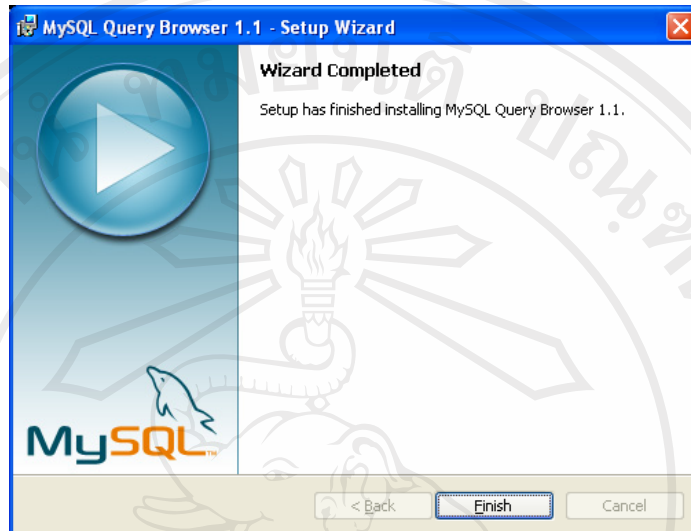 MySQL Query Browser 1.1 - Setup Wizard
Wizard Completed
Setup has finished installing MySQL Query Browser 1.1.
MySQL
< Back Finish Cancel